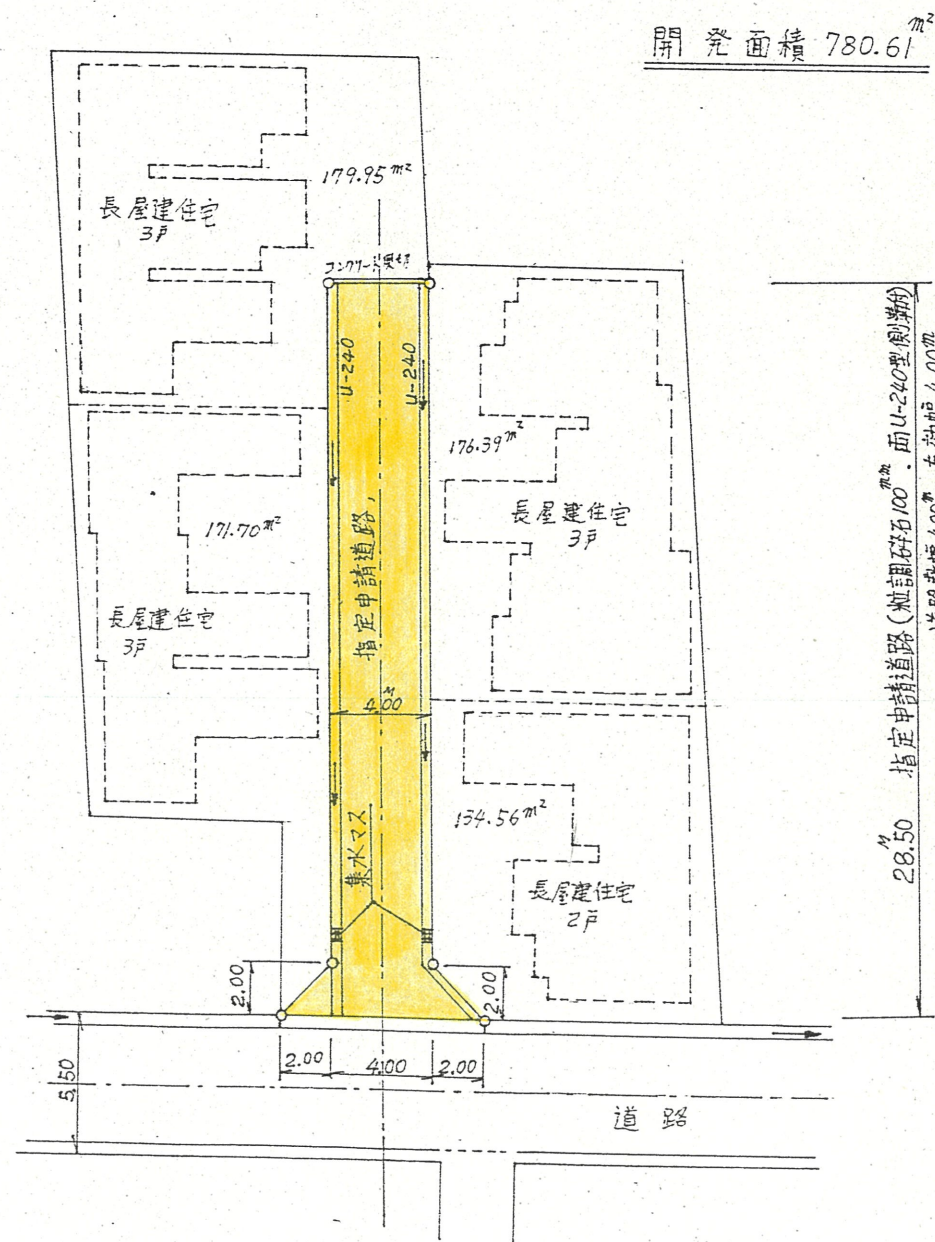 開発面積 780.61m²
179.95m²
長屋建住宅
3戸
コンクリート
U-240
U-240
176.39m²
長屋建住宅
3戸
171.70m²
長屋建住宅
3戸
指定申請道路
4.00M
134.56m²
長屋建住宅
2戸
集水マス
2.00
2.00
2.00
4.00
2.00
5.50
道路
28.50M 指定申請道路(粒調砕石100mm.両U-240型側溝付)